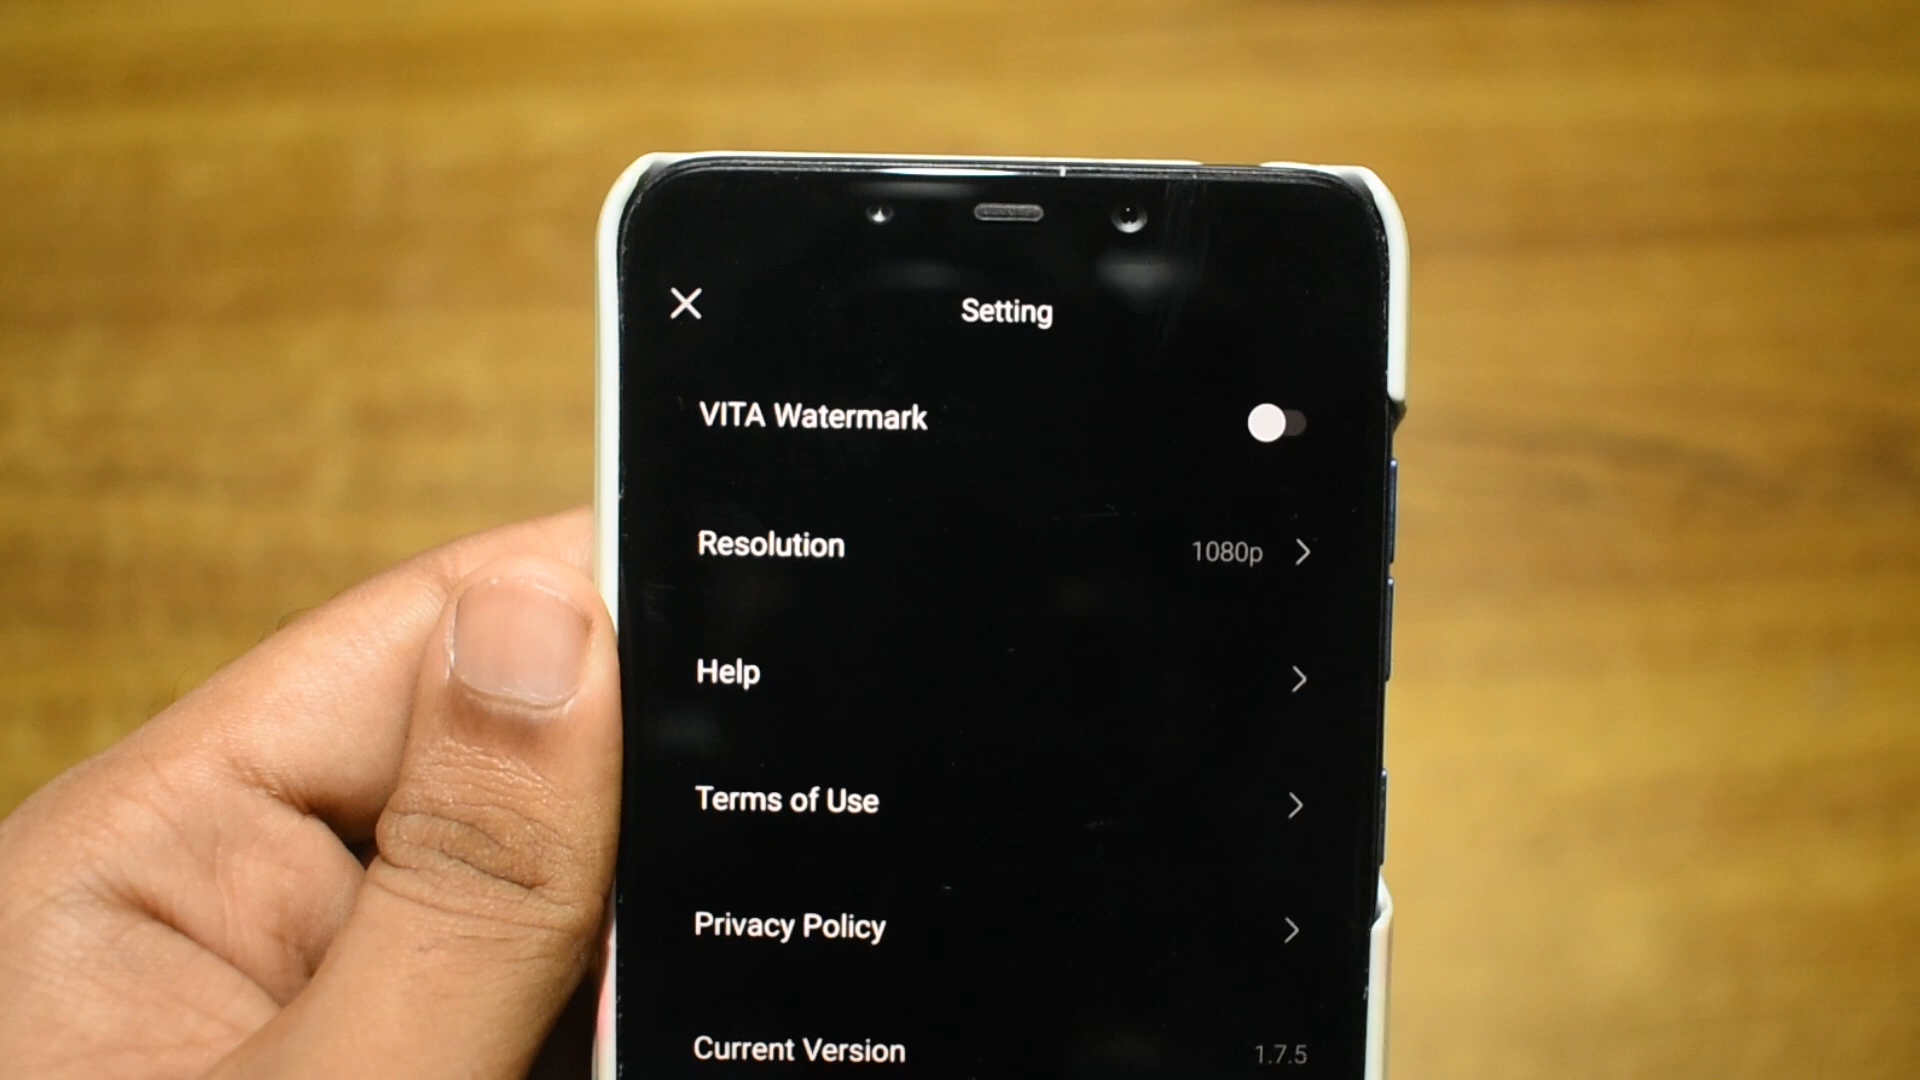 Setting
VITA Watermark
Resolution 1080p
Help
Terms of Use
Privacy Policy
Current Version 1.7.5